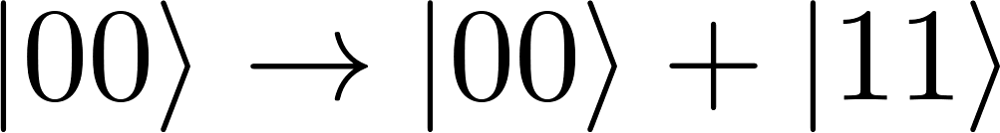 |00⟩ → |00⟩ + |11⟩